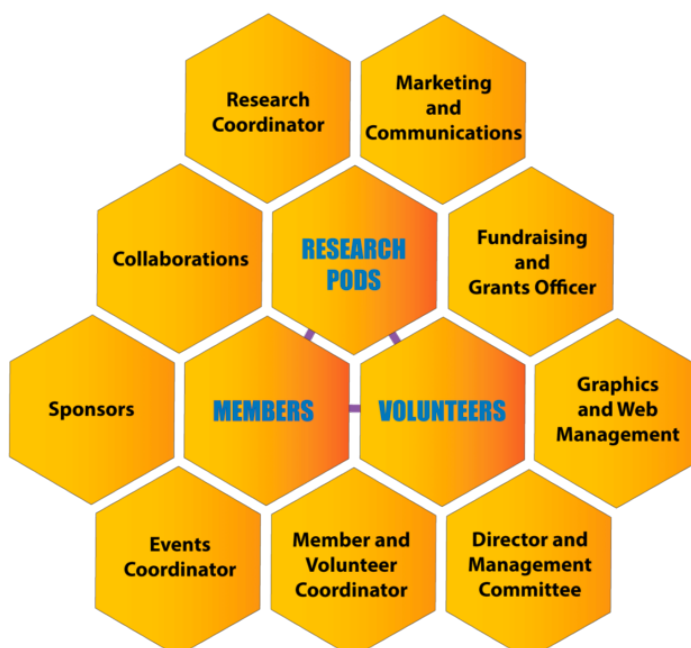 Research
Coordinator
Marketing
and
Communications
Collaborations
RESEARCH
PODS
Fundraising
and
Grants Officer
Sponsors
MEMBERS
VOLUNTEERS
Graphics
and Web
Management
Events
Coordinator
Member and
Volunteer
Coordinator
Director and
Management
Committee